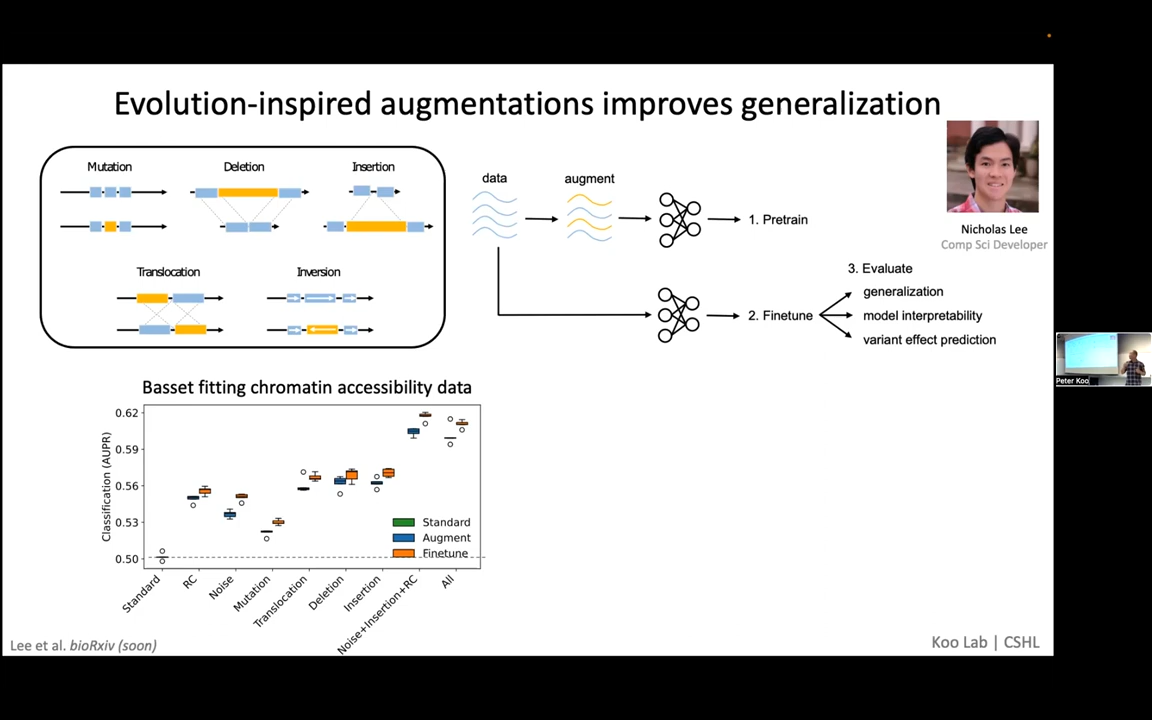 Evolution-inspired augmentations improves generalization
Mutation
Deletion
Insertion
Translocation
Inversion
data
augment
1. Pretrain
2. Finetune
3. Evaluate
generalization
model interpretability
variant effect prediction
Nicholas Lee
Comp Sci Developer
Peter Koo
Basset fitting chromatin accessibility data
Classification (AUPR)
0.62
0.59
0.56
0.53
0.50
Standard
Augment
Finetune
Standard
RC
Noise
Mutation
Translocation
Deletion
Insertion
Noise+Insertion+RC
All
Lee et al. bioRxiv (soon)
Koo Lab | CSHL